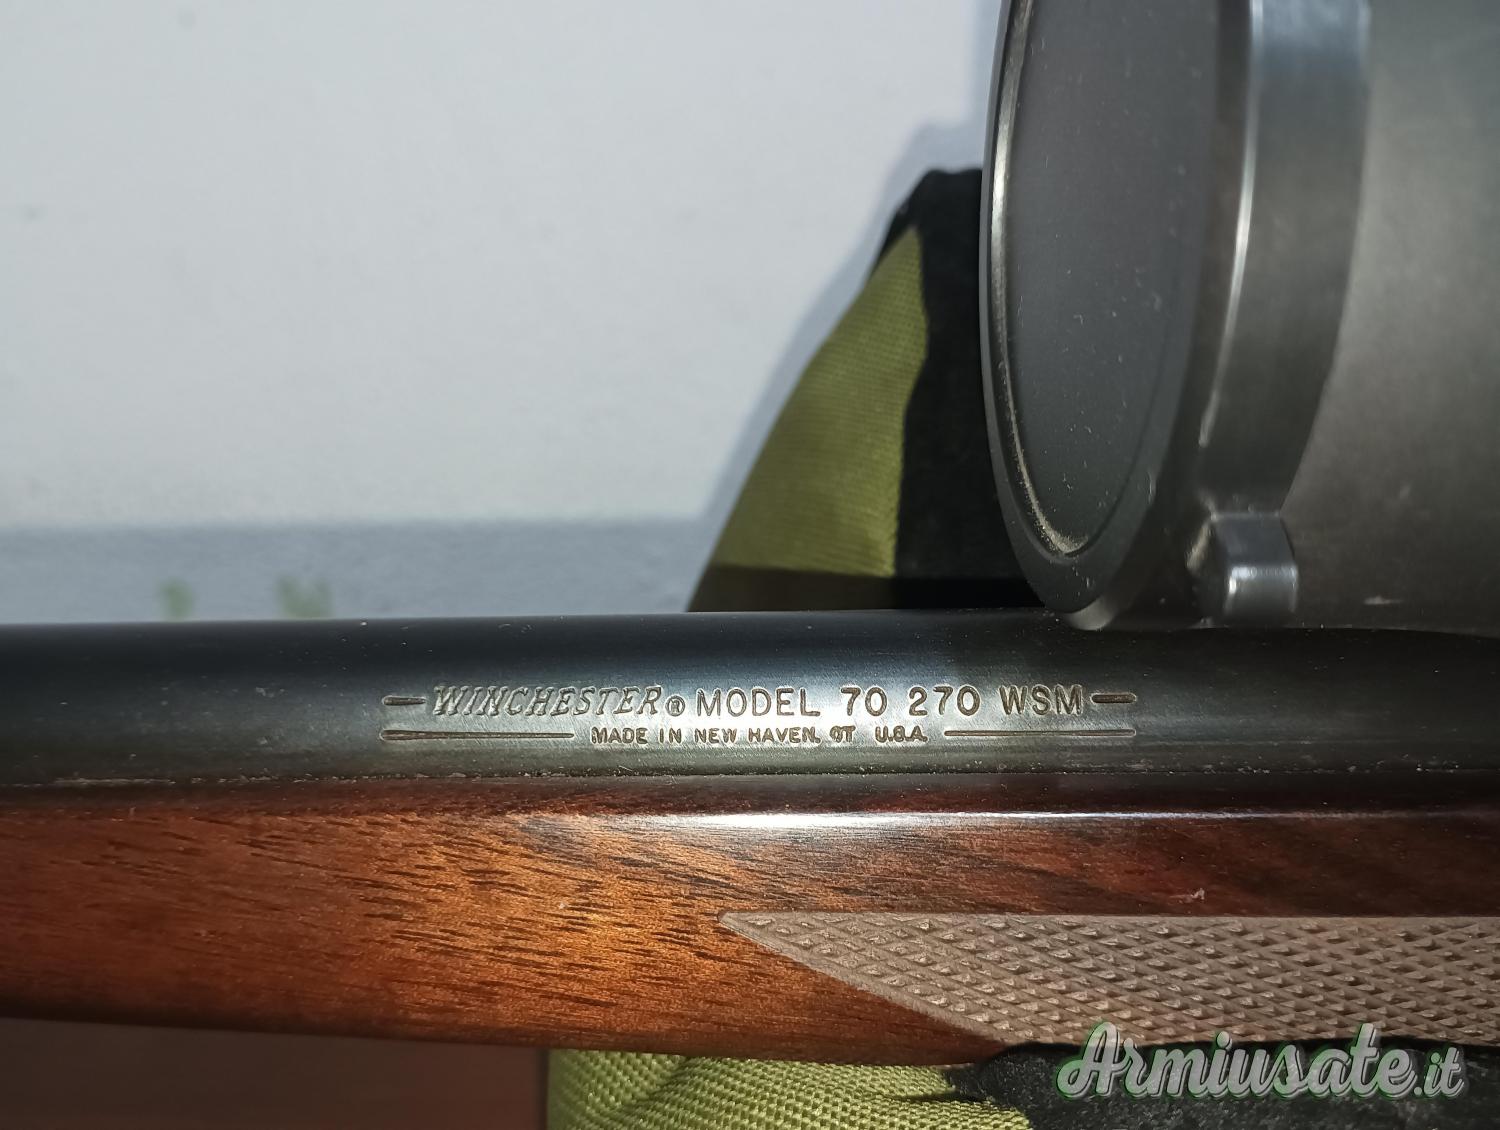 WINCHESTER® MODEL 70 270 WSM
MADE IN NEW HAVEN, CT U.S.A.
Armiusate.it